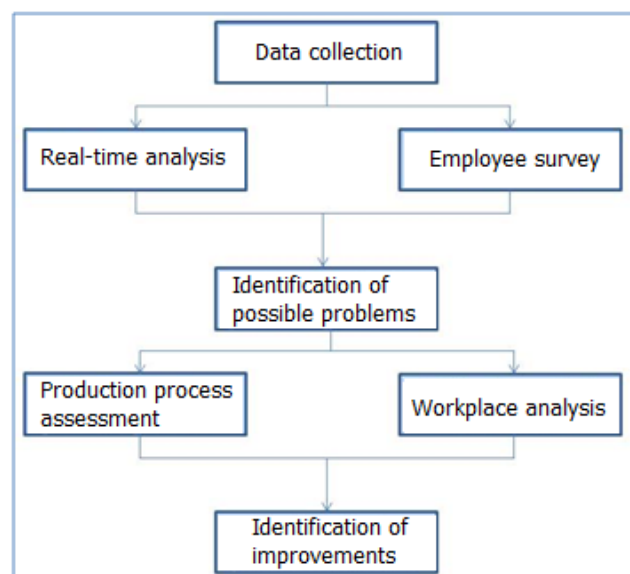 Data collection
Real-time analysis
Employee survey
Identification of
possible problems
Production process
assessment
Workplace analysis
Identification of
improvements